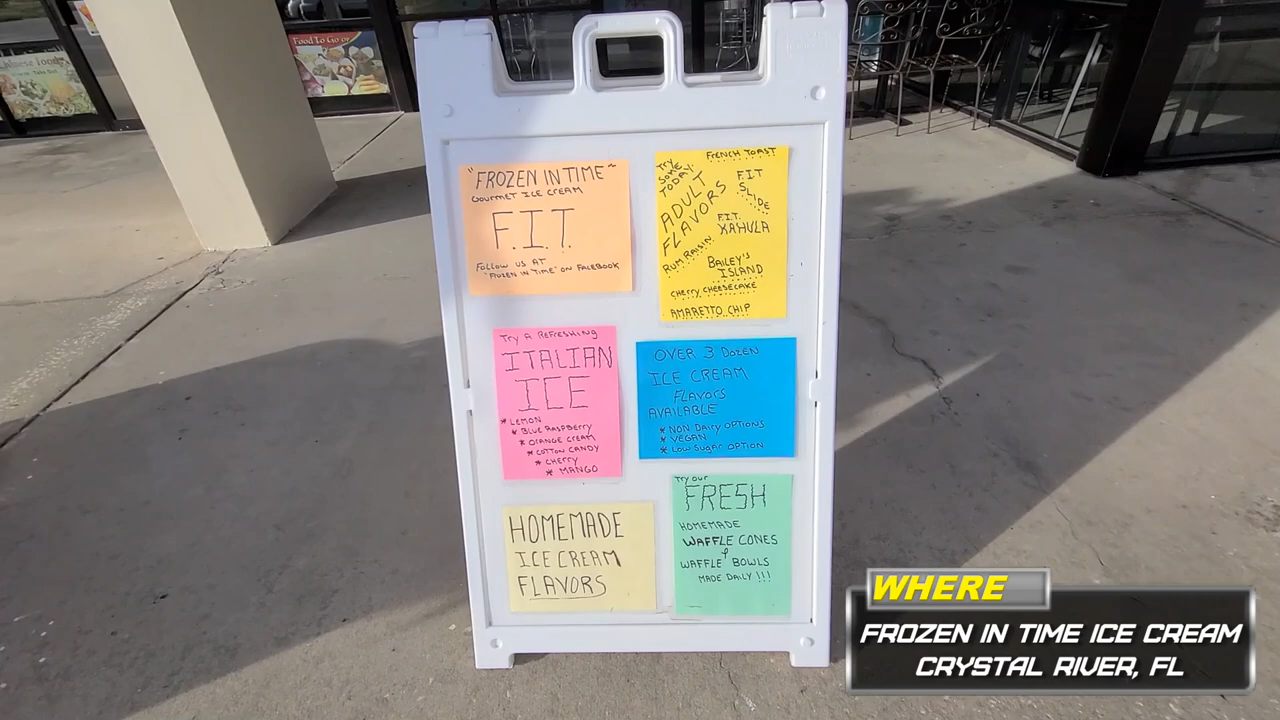 Food To Go or
Chinese Food
"FROZEN IN TIME"
GOURMET ICE CREAM
F.I.T.
FOLLOW US AT
"FROZEN IN TIME" ON FACEBOOK
TRY
SOME
TODAY!
ADULT
FLAVORS
FRENCH TOAST
F.I.T
SLIDE
F.I.T.
KAHULA
RUM RAISIN
BAILEY'S
ISLAND
CHERRY CHEESECAKE
AMARETTO CHIP
Try A Refreshing
ITALIAN
ICE
* LEMON
* BLUE RASPBERRY
* ORANGE CREAM
* COTTON CANDY
* CHERRY
* MANGO
OVER 3 DOZEN
ICE CREAM
FLAVORS
AVAILABLE
* NON DAIRY OPTIONS
* VEGAN
* LOW SUGAR OPTION
HOMEMADE
ICE CREAM
FLAVORS
Try our
FRESH
HOMEMADE
WAFFLE CONES
&
WAFFLE BOWLS
MADE DAILY !!!
WHERE
FROZEN IN TIME ICE CREAM
CRYSTAL RIVER, FL